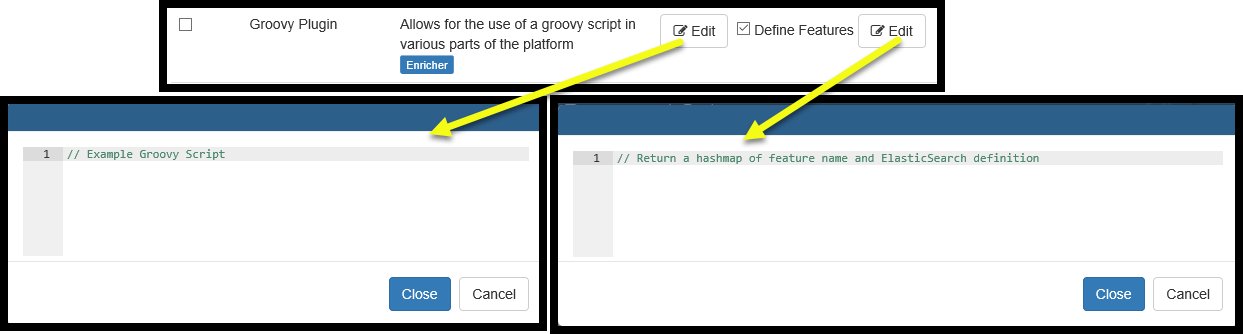 Groovy Plugin
Allows for the use of a groovy script in
various parts of the platform
Enricher
Edit
Define Features
Edit
1 // Example Groovy Script
Close
Cancel
1 // Return a hashmap of feature name and ElasticSearch definition
Close
Cancel